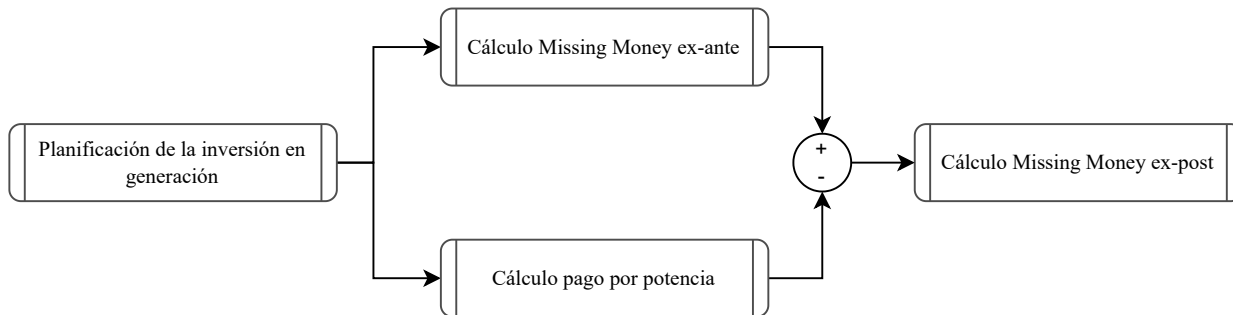 Cálculo Missing Money ex-ante
Planificación de la inversión en
generación
+
-
Cálculo Missing Money ex-post
Cálculo pago por potencia